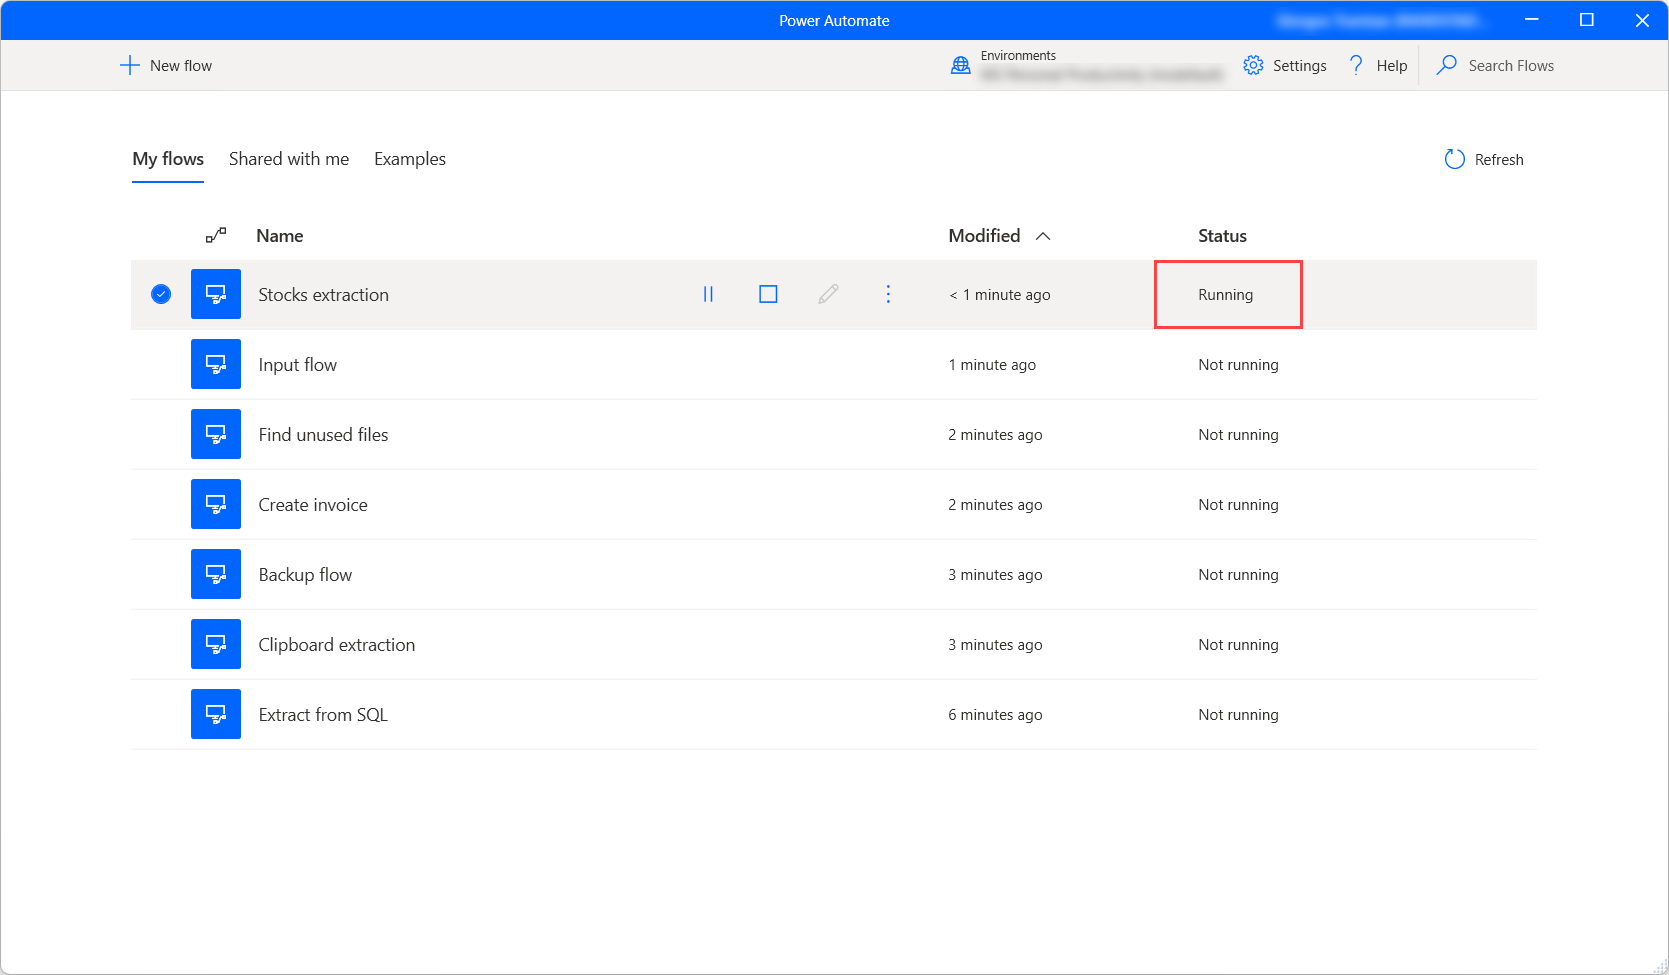 Power Automate
New flow
Environments
Settings
Help
Search Flows
My flows
Shared with me
Examples
Refresh
Name
Modified
Status
Stocks extraction
< 1 minute ago
Running
Input flow
1 minute ago
Not running
Find unused files
2 minutes ago
Not running
Create invoice
2 minutes ago
Not running
Backup flow
3 minutes ago
Not running
Clipboard extraction
3 minutes ago
Not running
Extract from SQL
6 minutes ago
Not running